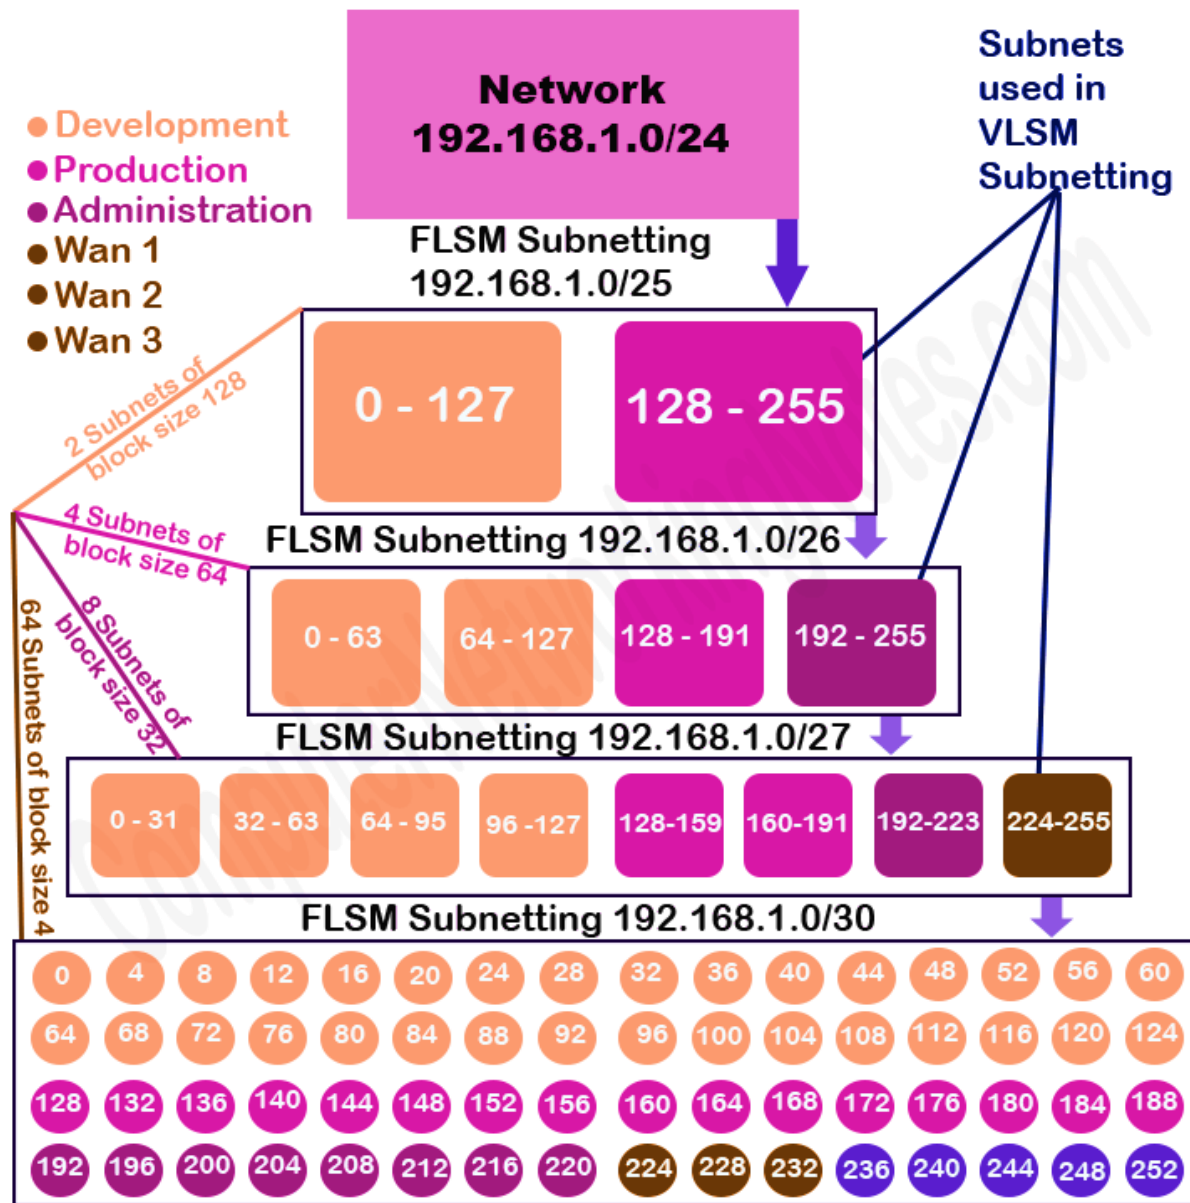 Network
192.168.1.0/24
Subnets
used in
VLSM
Subnetting
Development
Production
Administration
Wan 1
Wan 2
Wan 3
FLSM Subnetting
192.168.1.0/25
2 Subnets of
block size 128
0 - 127
128 - 255
4 Subnets of
block size 64
FLSM Subnetting 192.168.1.0/26
0 - 63
64 - 127
128 - 191
192 - 255
8 Subnets of
block size 32
64 Subnets of block size 4
FLSM Subnetting 192.168.1.0/27
0 - 31
32 - 63
64 - 95
96 -127
128-159
160-191
192-223
224-255
FLSM Subnetting 192.168.1.0/30
0 4 8 12 16 20 24 28 32 36 40 44 48 52 56 60
64 68 72 76 80 84 88 92 96 100 104 108 112 116 120 124
128 132 136 140 144 148 152 156 160 164 168 172 176 180 184 188
192 196 200 204 208 212 216 220 224 228 232 236 240 244 248 252
ComputerNetworkingNotes.com